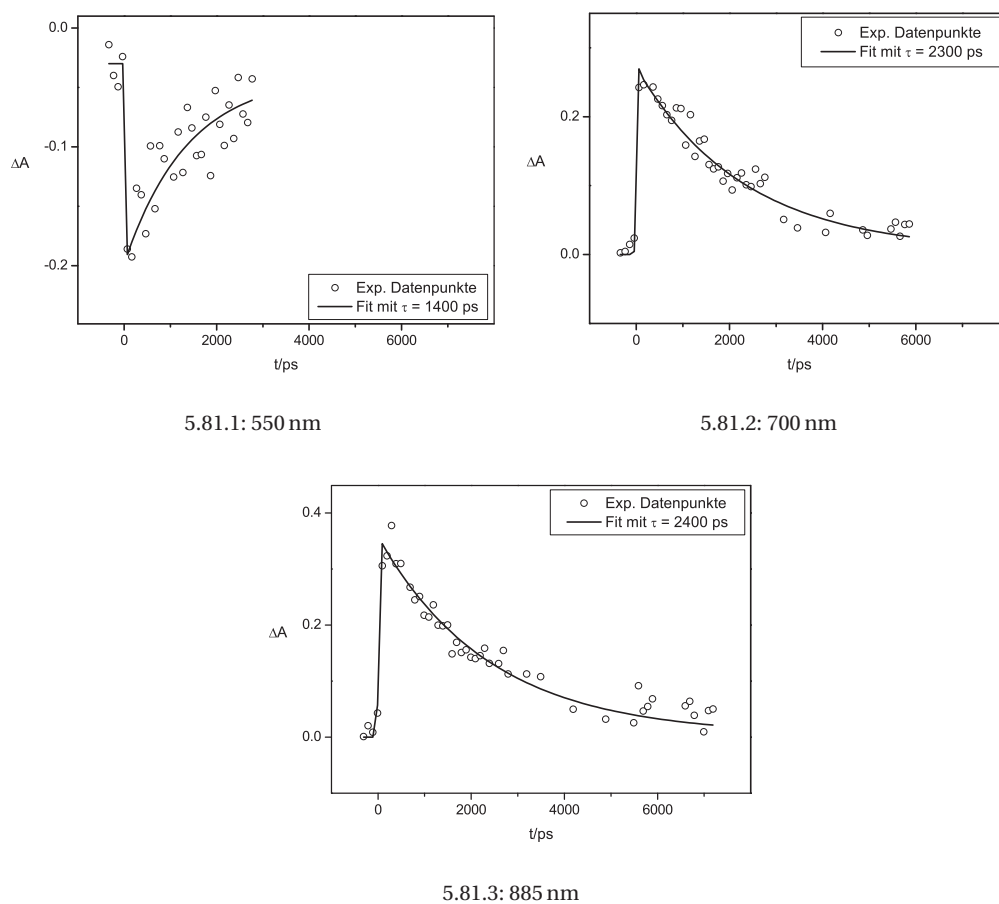 0.0
-0.1
-0.2
ΔA
0 2000 4000 6000
t/ps
Exp. Datenpunkte
Fit mit τ = 1400 ps
5.81.1: 550 nm
0.2
0.0
ΔA
0 2000 4000 6000
t/ps
Exp. Datenpunkte
Fit mit τ = 2300 ps
5.81.2: 700 nm
0.4
0.2
0.0
ΔA
0 2000 4000 6000
t/ps
Exp. Datenpunkte
Fit mit τ = 2400 ps
5.81.3: 885 nm